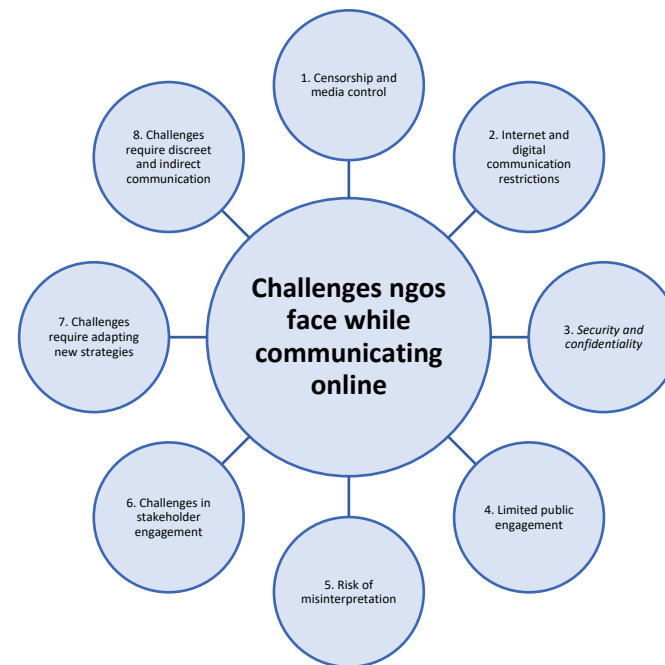 Challenges ngos
face while
communicating
online
1. Censorship and
media control
2. Internet and
digital
communication
restrictions
3. Security and
confidentiality
4. Limited public
engagement
5. Risk of
misinterpretation
6. Challenges in
stakeholder
engagement
7. Challenges
require adapting
new strategies
8. Challenges
require discreet
and indirect
communication